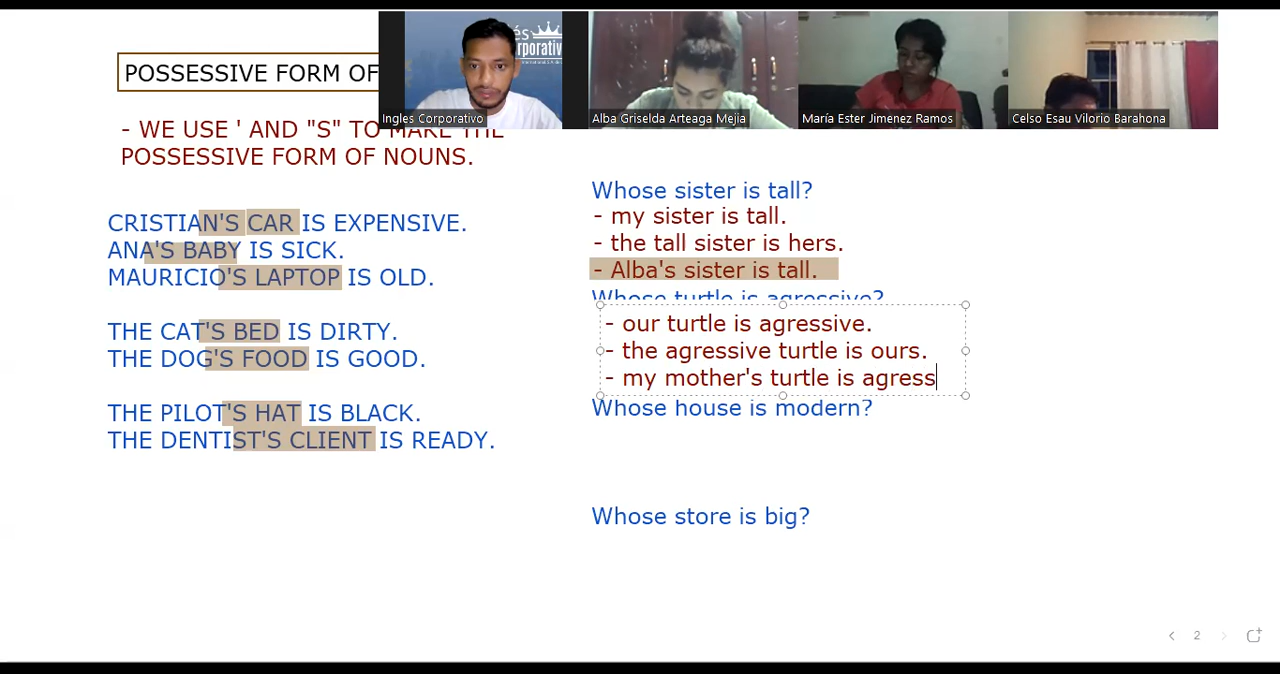 POSSESSIVE FORM OF
- WE USE ' AND "S" TO MAKE THE
POSSESSIVE FORM OF NOUNS.
CRISTIAN'S CAR IS EXPENSIVE.
ANA'S BABY IS SICK.
MAURICIO'S LAPTOP IS OLD.
THE CAT'S BED IS DIRTY.
THE DOG'S FOOD IS GOOD.
THE PILOT'S HAT IS BLACK.
THE DENTIST'S CLIENT IS READY.
Ingles Corporativo
Alba Griselda Arteaga Mejia
María Ester Jimenez Ramos
Celso Esau Vilorio Barahona
Whose sister is tall?
- my sister is tall.
- the tall sister is hers.
- Alba's sister is tall.
Whose turtle is agressive?
- our turtle is agressive.
- the agressive turtle is ours.
- my mother's turtle is agress
Whose house is modern?
Whose store is big?
2